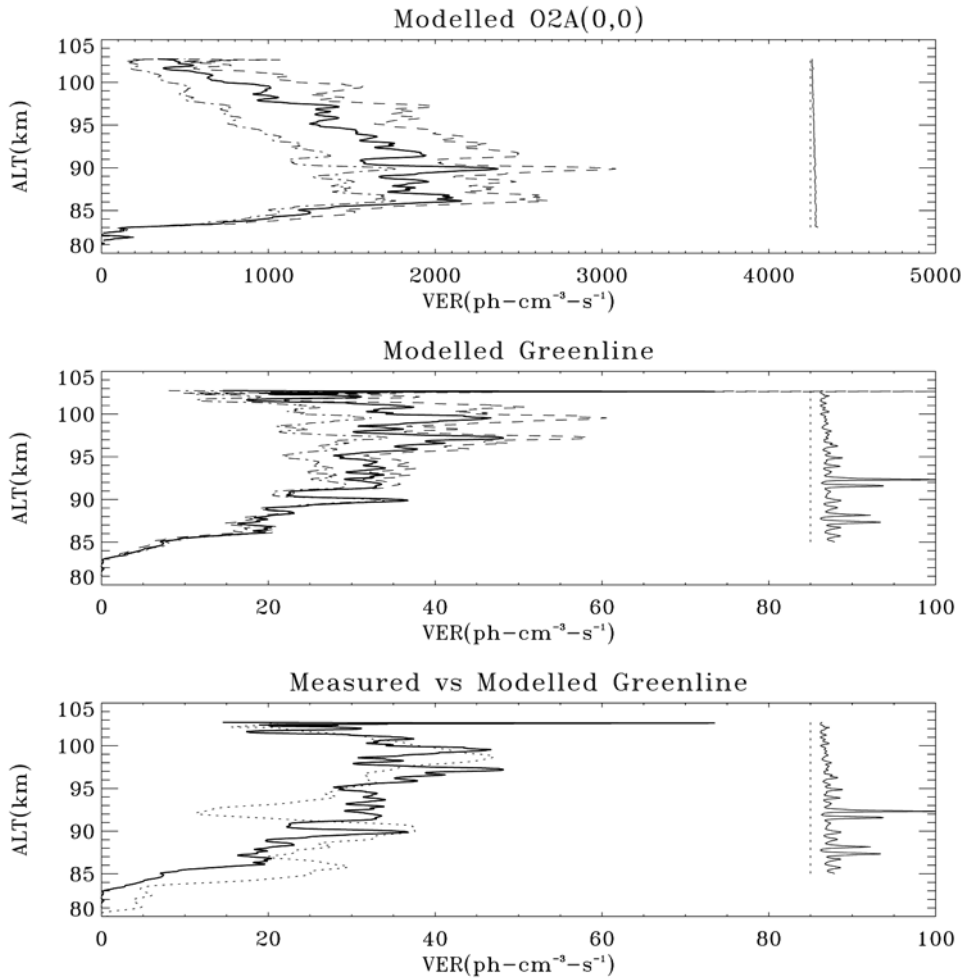 Modelled O2A(0,0)
105
100
95
90
85
80
ALT(km)
0 1000 2000 3000 4000 5000
VER(ph-cm⁻³-s⁻¹)
Modelled Greenline
105
100
95
90
85
80
ALT(km)
0 20 40 60 80 100
VER(ph-cm⁻³-s⁻¹)
Measured vs Modelled Greenline
105
100
95
90
85
80
ALT(km)
0 20 40 60 80 100
VER(ph-cm⁻³-s⁻¹)